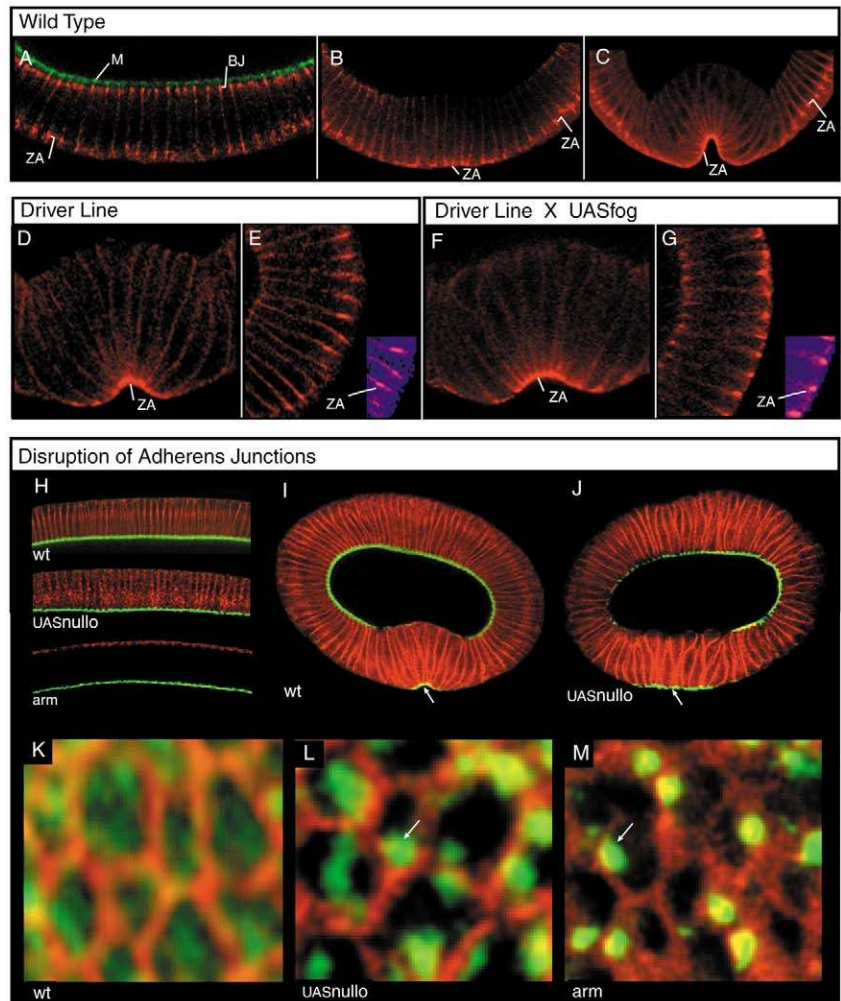 Wild Type
A
M
BJ
ZA
B
ZA
ZA
C
ZA
ZA
Driver Line
D
ZA
E
ZA
Driver Line X UASfog
F
ZA
G
ZA
Disruption of Adherens Junctions
H
wt
UASnullo
arm
I
wt
J
UASnullo
K
wt
L
UASnullo
M
arm